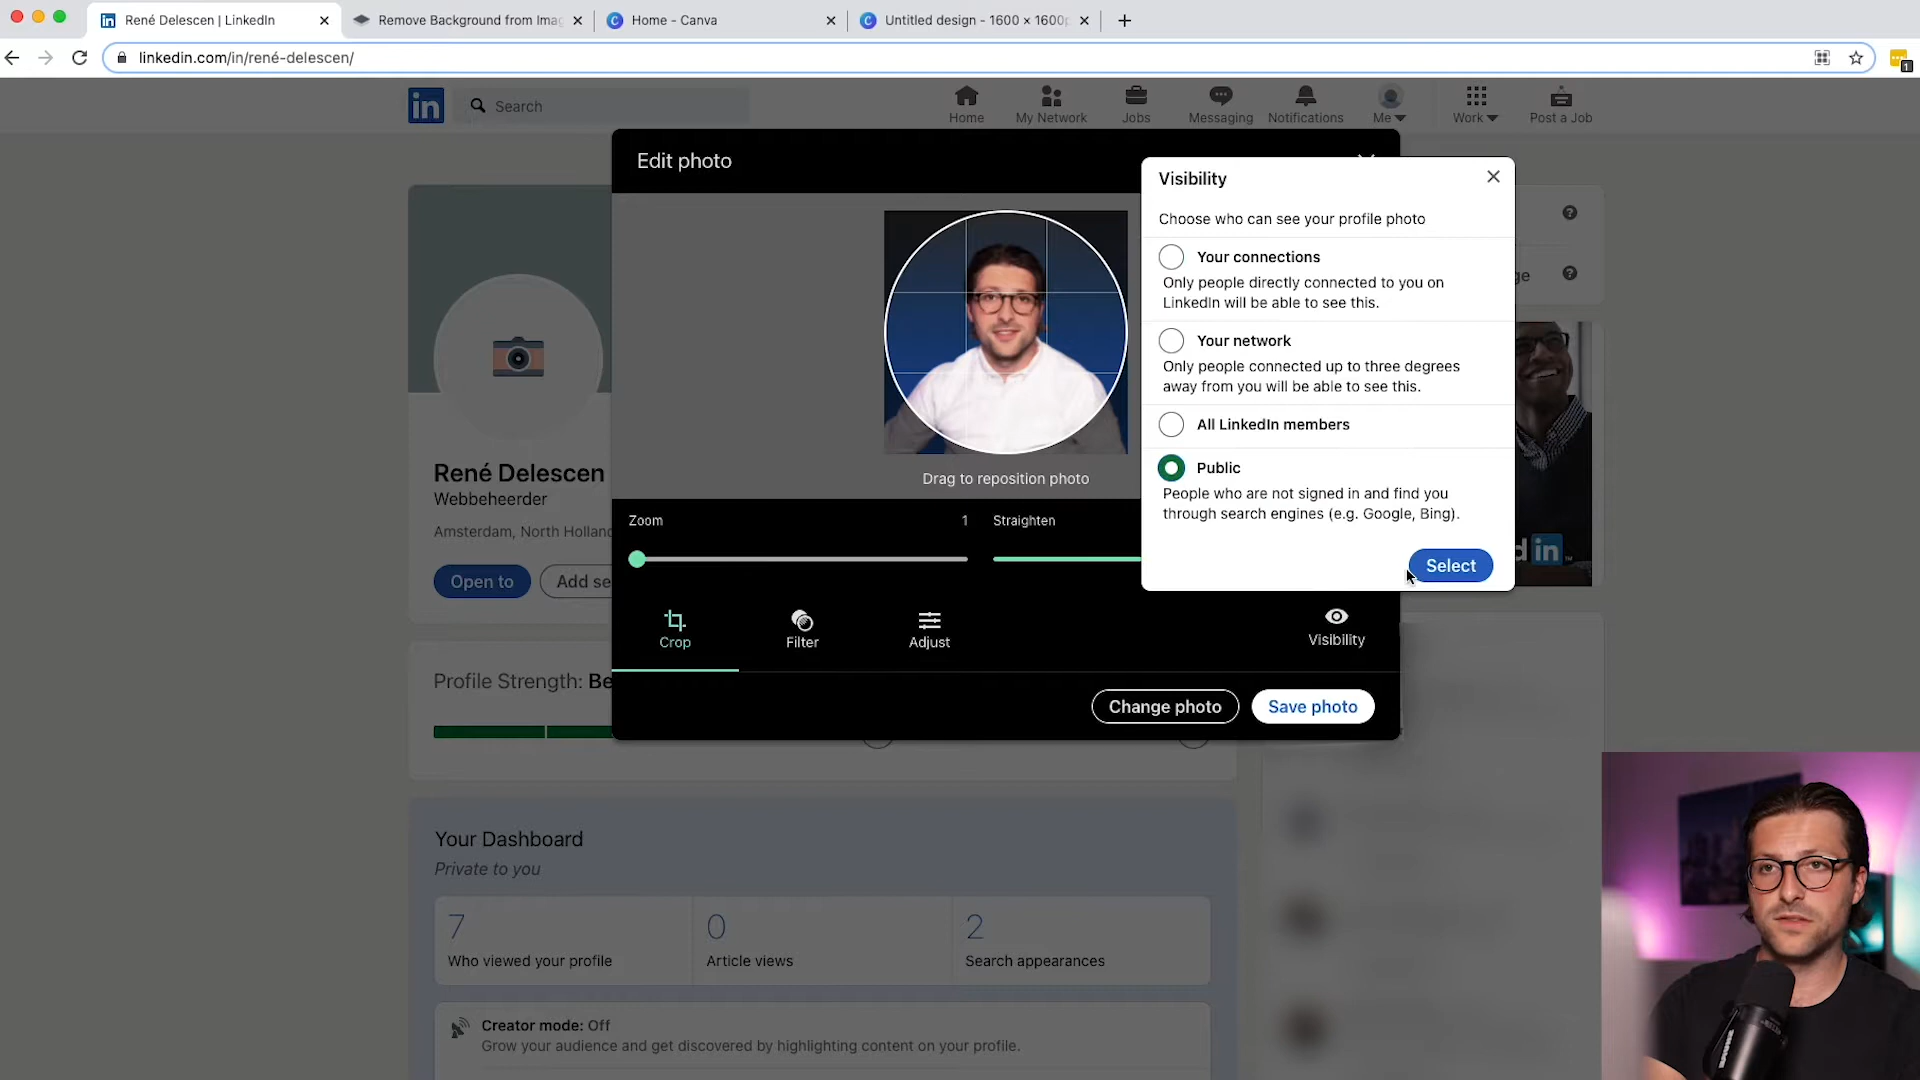 René Delescen | LinkedIn
Remove Background from Imag
Home - Canva
Untitled design - 1600 × 1600p
linkedin.com/in/rené-delescen/
1
in
Search
Home
My Network
Jobs
Messaging
Notifications
Me
Work
Post a Job
Edit photo
Drag to reposition photo
Zoom
1
Straighten
Crop
Filter
Adjust
Visibility
Change photo
Save photo
Visibility
Choose who can see your profile photo
Your connections
Only people directly connected to you on
LinkedIn will be able to see this.
Your network
Only people connected up to three degrees
away from you will be able to see this.
All LinkedIn members
Public
People who are not signed in and find you
through search engines (e.g. Google, Bing).
Select
in
René Delescen
Webbeheerder
Amsterdam, North Holland
Open to
Add se
Profile Strength: Be
Your Dashboard
Private to you
7
Who viewed your profile
0
Article views
2
Search appearances
Creator mode: Off
Grow your audience and get discovered by highlighting content on your profile.